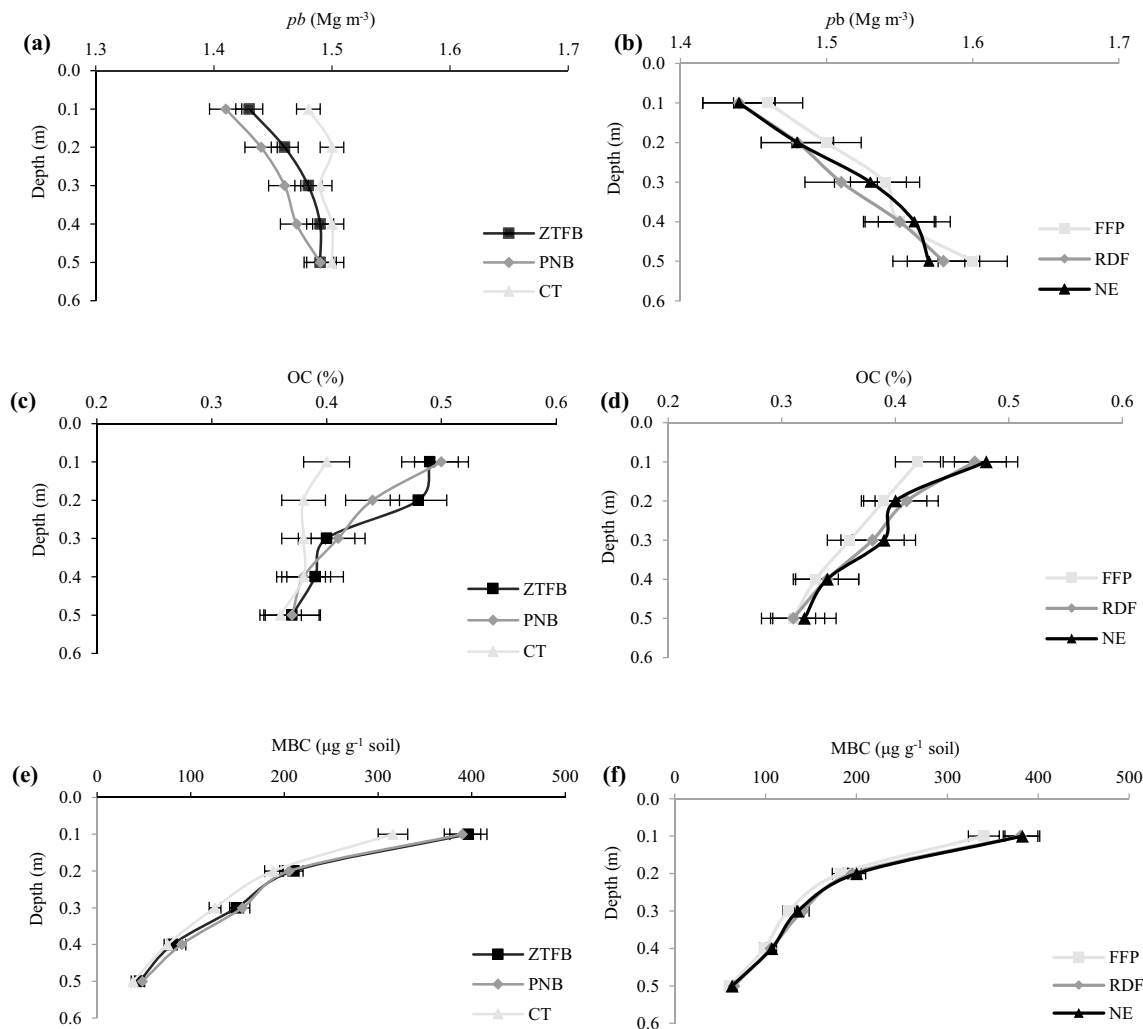 pb (Mg m-3)
(a)
1.3 1.4 1.5 1.6 1.7
0.0
0.1
0.2
0.3
0.4
0.5
0.6
Depth (m)
ZTFB
PNB
CT
pb (Mg m-3)
(b)
1.4 1.5 1.6 1.7
0.0
0.1
0.2
0.3
0.4
0.5
0.6
Depth (m)
FFP
RDF
NE
OC (%)
(c)
0.2 0.3 0.4 0.5 0.6
0.0
0.1
0.2
0.3
0.4
0.5
0.6
Depth (m)
ZTFB
PNB
CT
OC (%)
(d)
0.2 0.3 0.4 0.5 0.6
0.0
0.1
0.2
0.3
0.4
0.5
0.6
Depth (m)
FFP
RDF
NE
MBC (μg g-1 soil)
(e)
0 100 200 300 400 500
0.0
0.1
0.2
0.3
0.4
0.5
0.6
Depth (m)
ZTFB
PNB
CT
MBC (μg g-1 soil)
(f)
0 100 200 300 400 500
0.0
0.1
0.2
0.3
0.4
0.5
0.6
Depth (m)
FFP
RDF
NE